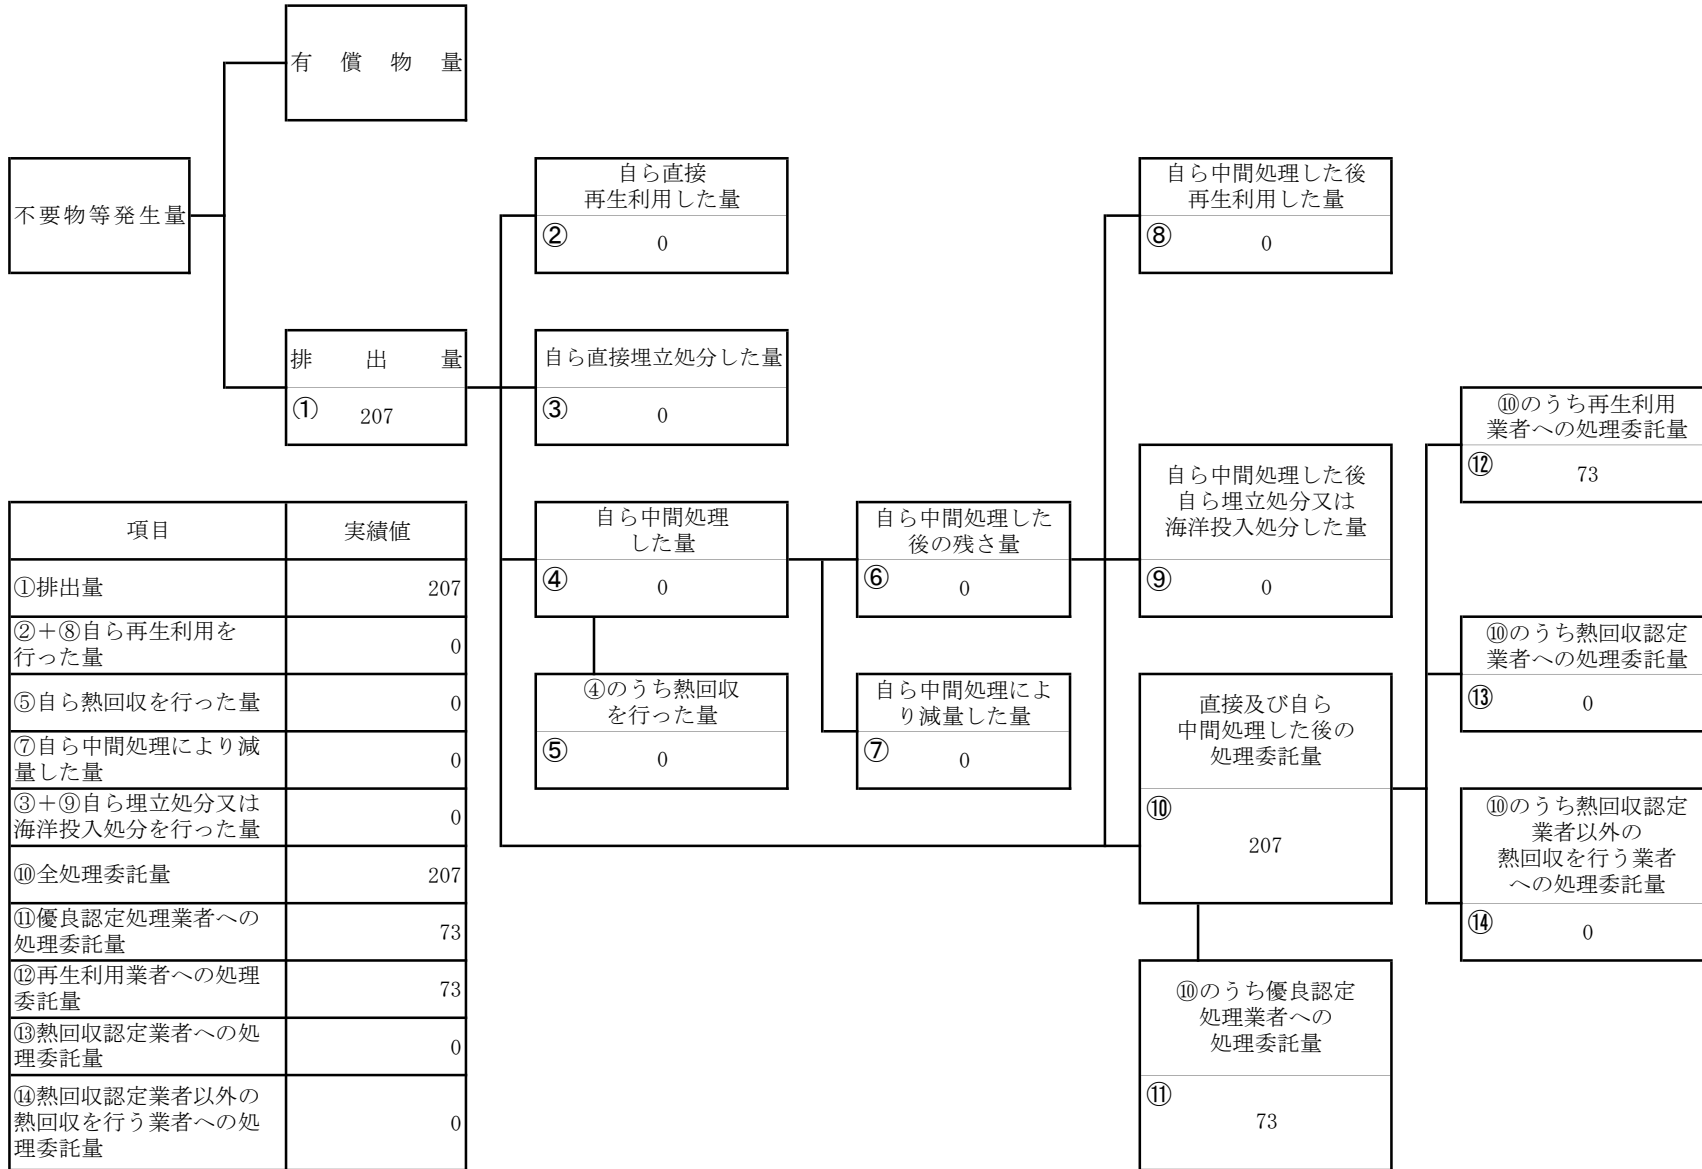 有償物量
不要物等発生量
自ら直接
再生利用した量
②
0
自ら中間処理した後
再生利用した量
⑧
0
排出量
①
207
自ら直接埋立処分した量
③
0
⑩のうち再生利用
業者への処理委託量
⑫
73
自ら中間処理
した量
④
0
自ら中間処理した
後の残さ量
⑥
0
自ら中間処理した後
自ら埋立処分又は
海洋投入処分した量
⑨
0
⑩のうち熱回収認定
業者への処理委託量
⑬
0
④のうち熱回収
を行った量
⑤
0
自ら中間処理によ
り減量した量
⑦
0
直接及び自ら
中間処理した後の
処理委託量
⑩
207
⑩のうち熱回収認定
業者以外の
熱回収を行う業者
への処理委託量
⑭
0
⑩のうち優良認定
処理業者への
処理委託量
⑪
73
項目
実績値
①排出量
207
②+⑧自ら再生利用を
行った量
0
⑤自ら熱回収を行った量
0
⑦自ら中間処理により減
量した量
0
③+⑨自ら埋立処分又は
海洋投入処分を行った量
0
⑩全処理委託量
207
⑪優良認定処理業者への
処理委託量
73
⑫再生利用業者への処理
委託量
73
⑬熱回収認定業者への処
理委託量
0
⑭熱回収認定業者以外の
熱回収を行う業者への処
理委託量
0